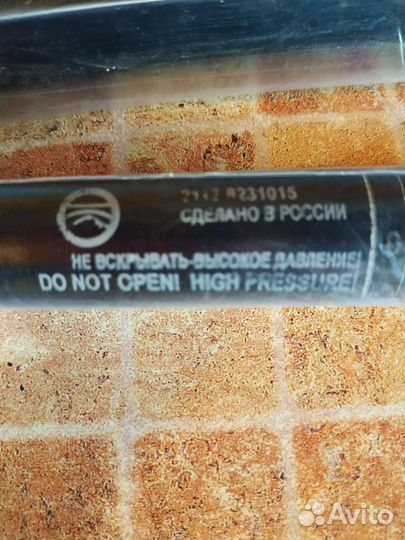 2112 8231015
СДЕЛАНО В РОССИИ
НЕ ВСКРЫВАТЬ-ВЫСОКОЕ ДАВЛЕНИЕ!
DO NOT OPEN! HIGH PRESSURE!
Avito